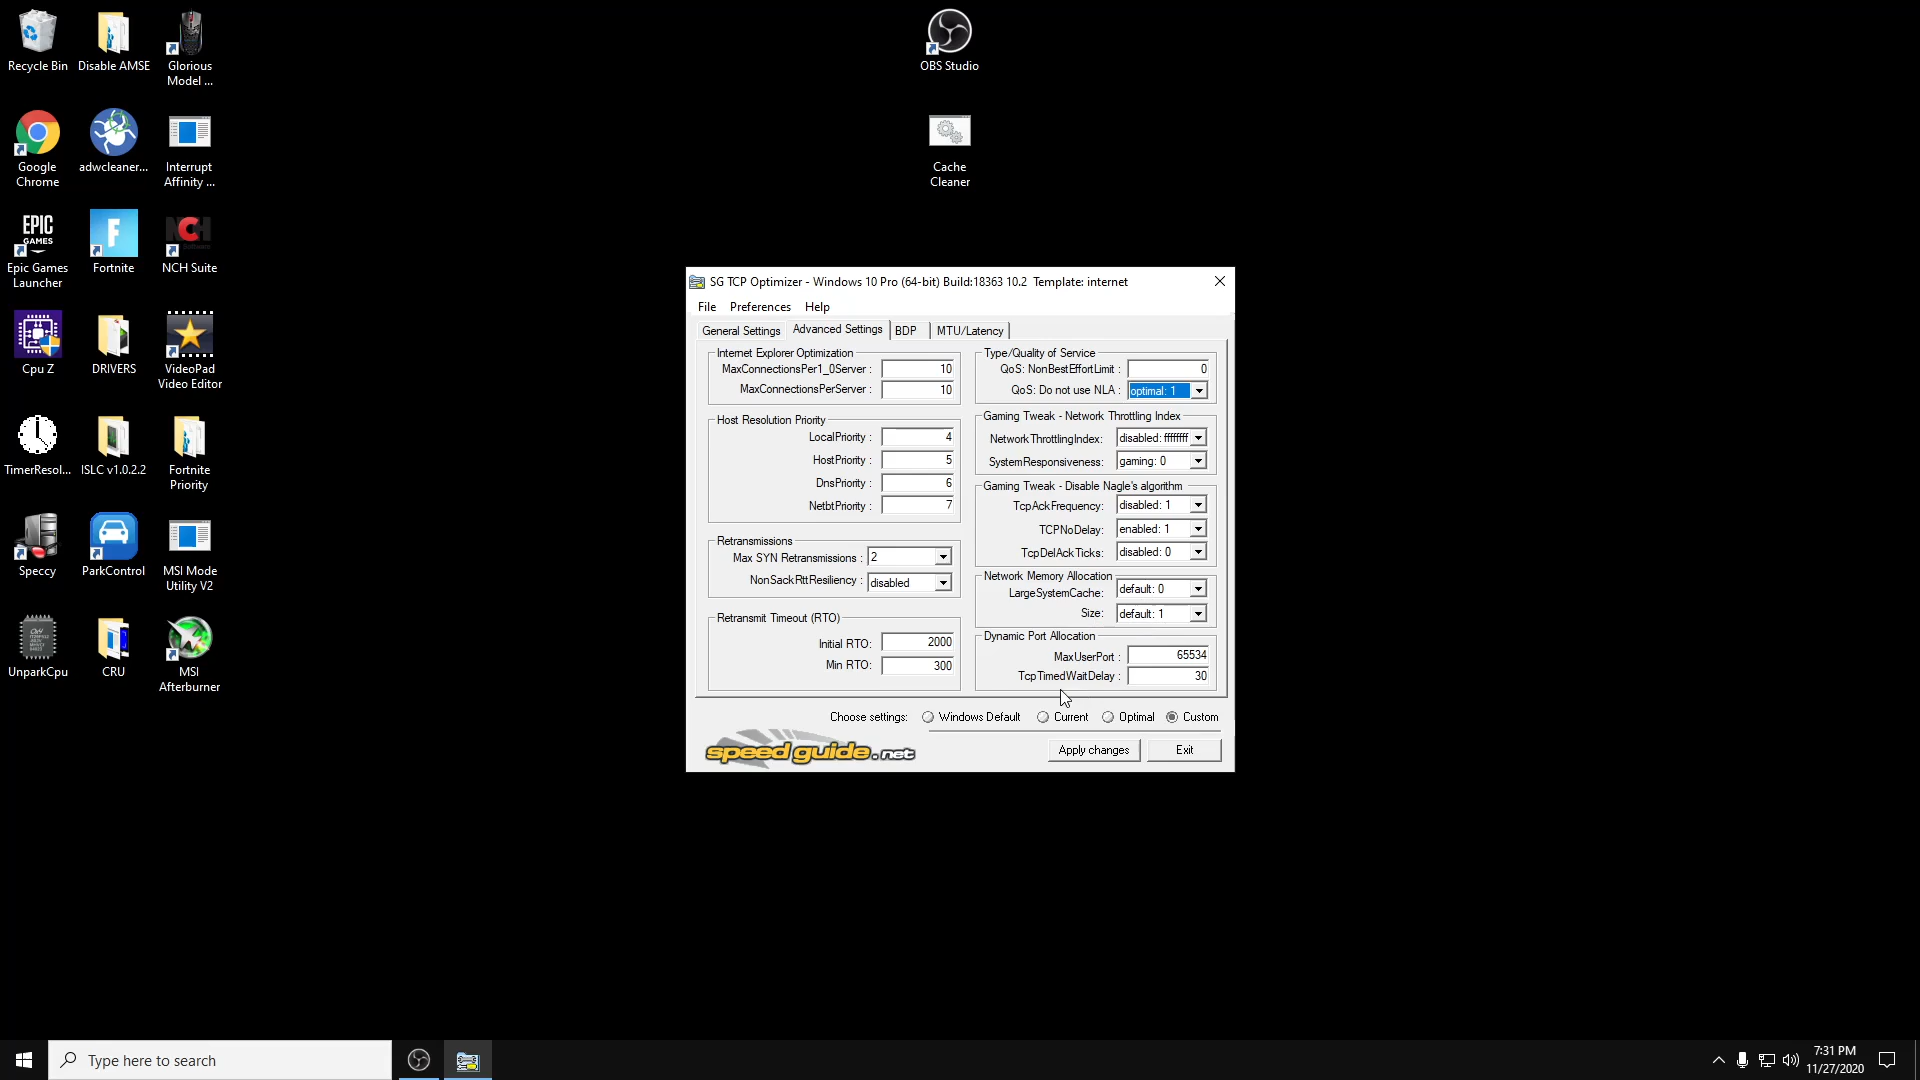 Recycle Bin
Disable AMSE
Glorious
Model ...
Google
Chrome
adwcleaner...
Interrupt
Affinity ...
EPIC
GAMES
Epic Games
Launcher
F
Fortnite
NCH
NCH Suite
Cpu Z
DRIVERS
VideoPad
Video Editor
TimerResol...
ISLC v1.0.2.2
Fortnite
Priority
Speccy
ParkControl
MSI Mode
Utility V2
UnparkCpu
CRU
MSI
Afterburner
OBS Studio
Cache
Cleaner
SG TCP Optimizer - Windows 10 Pro (64-bit) Build:18363 10.2 Template: internet
File Preferences Help
General Settings Advanced Settings BDP MTU/Latency
Internet Explorer Optimization
MaxConnectionsPer1_0Server : 10
MaxConnectionsPerServer : 10
Host Resolution Priority
LocalPriority : 4
HostPriority : 5
DnsPriority : 6
NetbtPriority : 7
Retransmissions
Max SYN Retransmissions : 2
NonSackRttResiliency : disabled
Retransmit Timeout (RTO)
Initial RTO: 2000
Min RTO: 300
Type/Quality of Service
QoS: NonBestEffortLimit : 0
QoS: Do not use NLA : optimal: 1
Gaming Tweak - Network Throttling Index
NetworkThrottlingIndex: disabled: ffffffff
SystemResponsiveness: gaming: 0
Gaming Tweak - Disable Nagle's algorithm
TcpAckFrequency: disabled: 1
TCPNoDelay: enabled: 1
TcpDelAckTicks: disabled: 0
Network Memory Allocation
LargeSystemCache: default: 0
Size: default: 1
Dynamic Port Allocation
MaxUserPort : 65534
TcpTimedWaitDelay : 30
Choose settings: Windows Default Current Optimal Custom
speedguide.net
Apply changes Exit
Type here to search
7:31 PM
11/27/2020